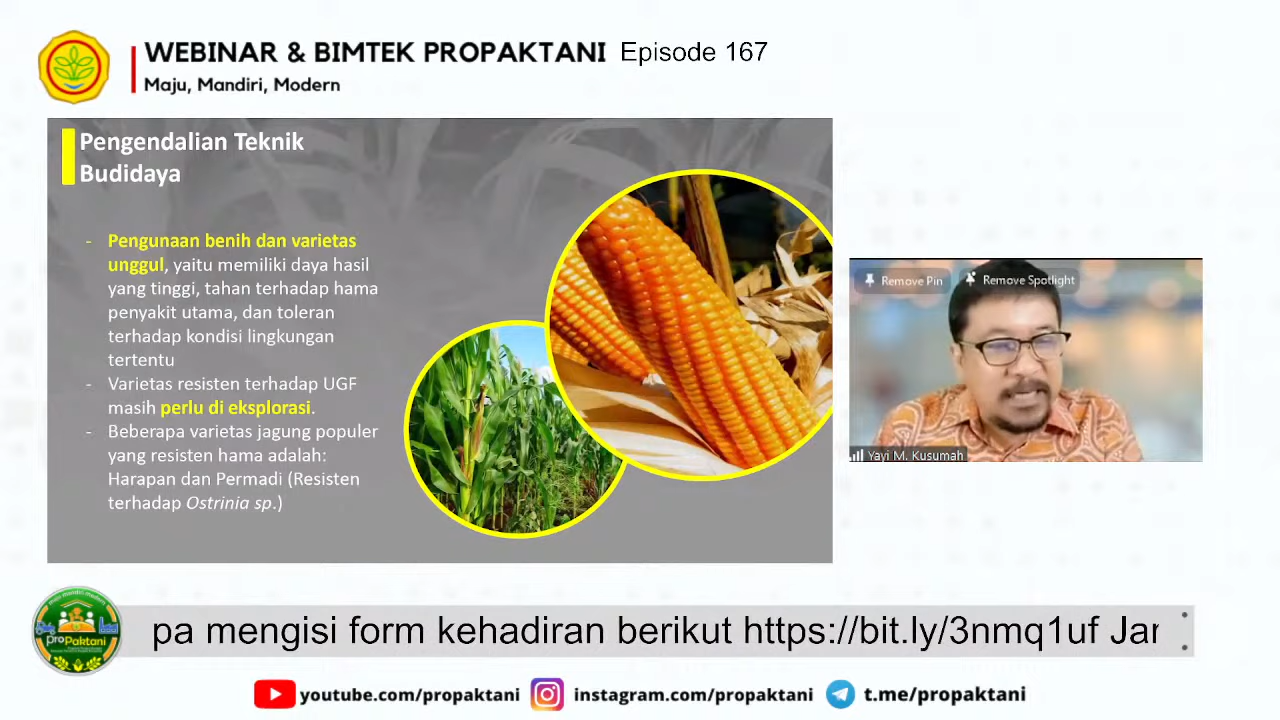 WEBINAR & BIMTEK PROPAKTANI Episode 167
Maju, Mandiri, Modern
Pengendalian Teknik
Budidaya
- Pengunaan benih dan varietas
unggul, yaitu memiliki daya hasil
yang tinggi, tahan terhadap hama
penyakit utama, dan toleran
terhadap kondisi lingkungan
tertentu
- Varietas resisten terhadap UGF
masih perlu di eksplorasi.
- Beberapa varietas jagung populer
yang resisten hama adalah:
Harapan dan Permadi (Resisten
terhadap Ostrinia sp.)
Remove Pin
Remove Spotlight
Yayi M. Kusumah
proPaktani
pa mengisi form kehadiran berikut https://bit.ly/3nmq1uf Jar
youtube.com/propaktani
instagram.com/propaktani
t.me/propaktani